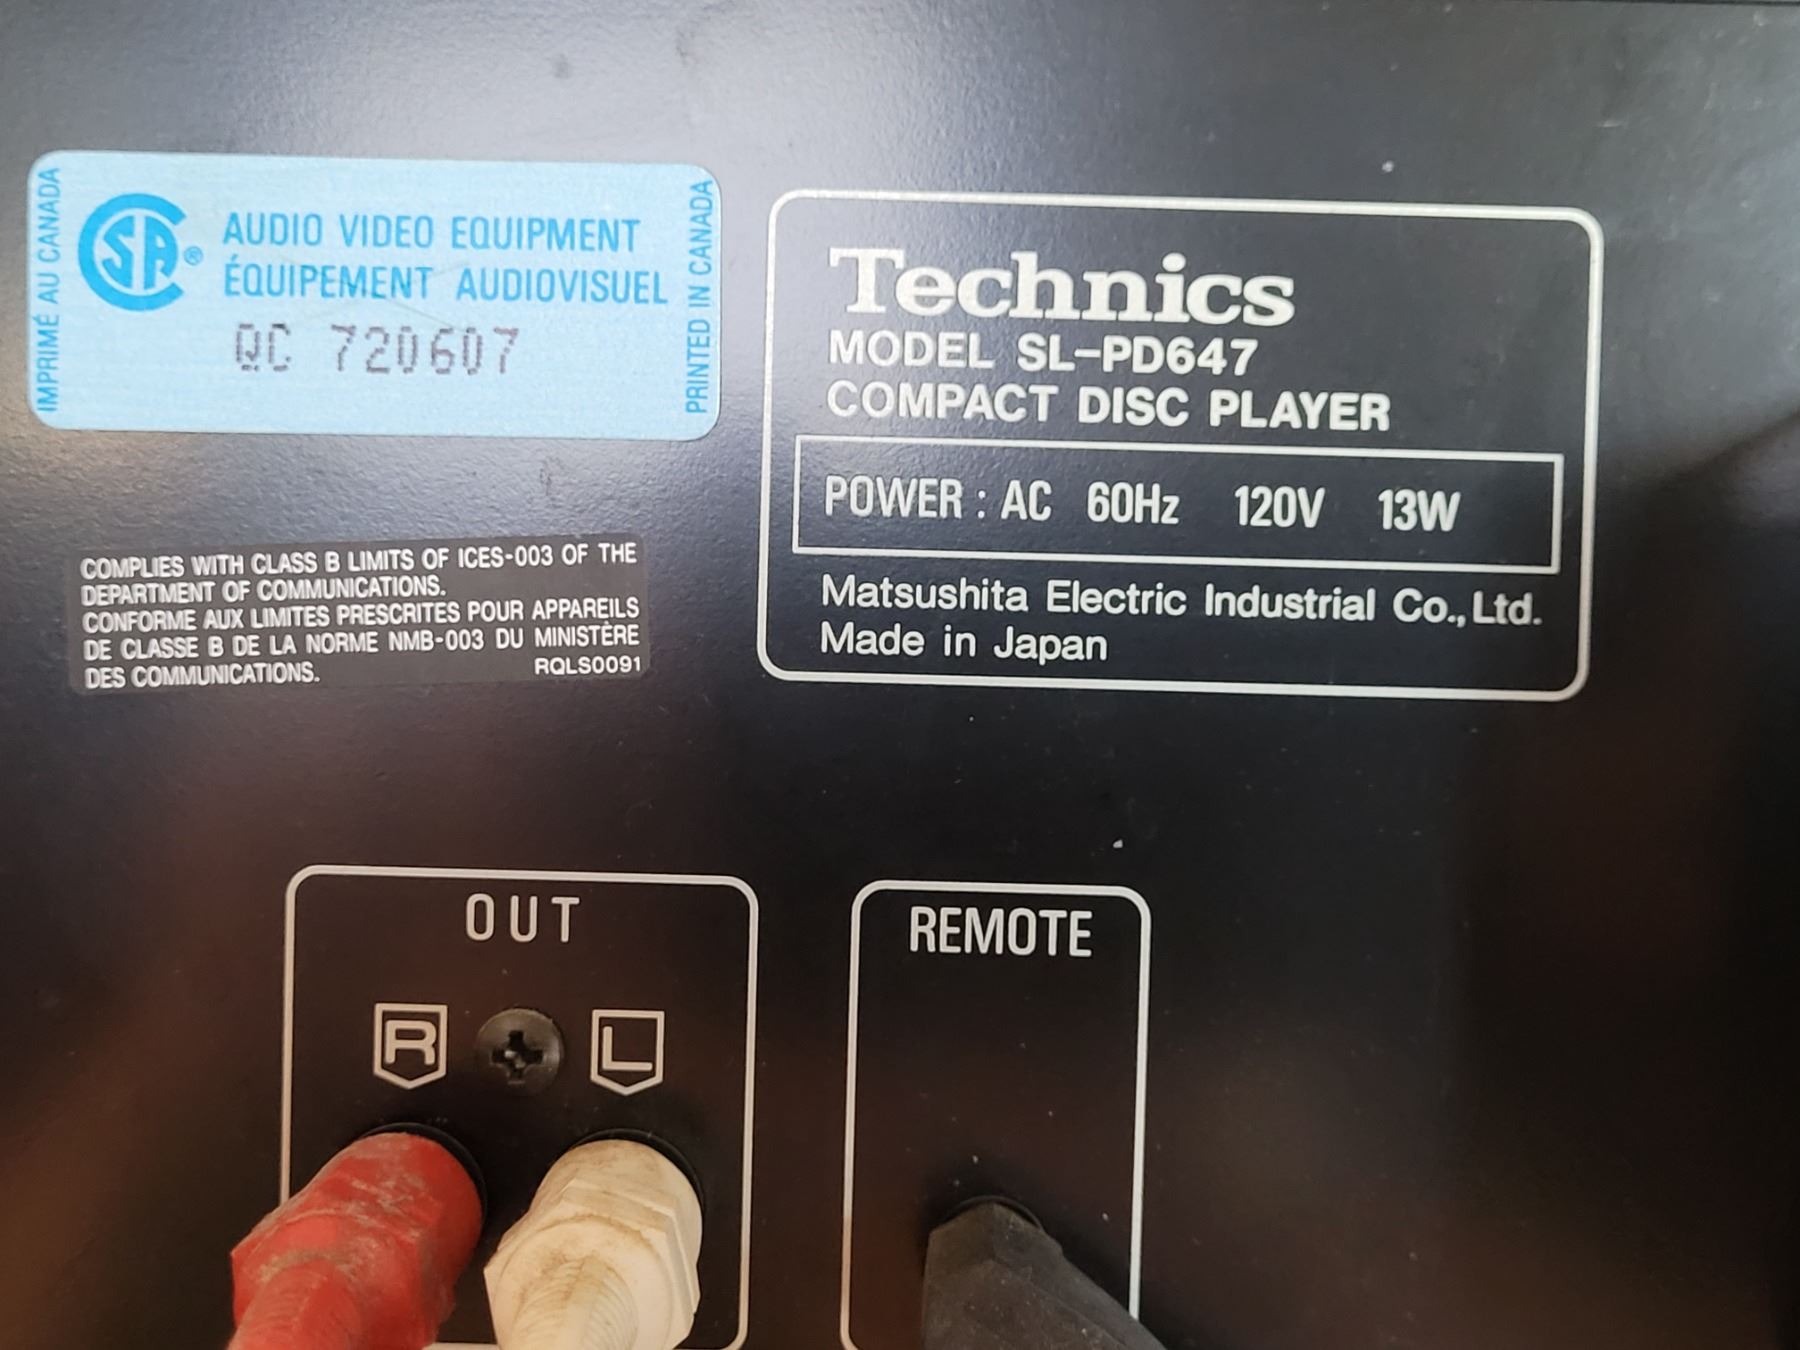 IMPRIMÉ AU CANADA
SA®
AUDIO VIDEO EQUIPMENT
ÉQUIPEMENT AUDIOVISUEL
QC 720607
PRINTED IN CANADA
Technics
MODEL SL-PD647
COMPACT DISC PLAYER
POWER : AC 60Hz 120V 13W
Matsushita Electric Industrial Co., Ltd.
Made in Japan
COMPLIES WITH CLASS B LIMITS OF ICES-003 OF THE
DEPARTMENT OF COMMUNICATIONS.
CONFORME AUX LIMITES PRESCRITES POUR APPAREILS
DE CLASSE B DE LA NORME NMB-003 DU MINISTÈRE
DES COMMUNICATIONS. RQLS0091
OUT
R L
REMOTE